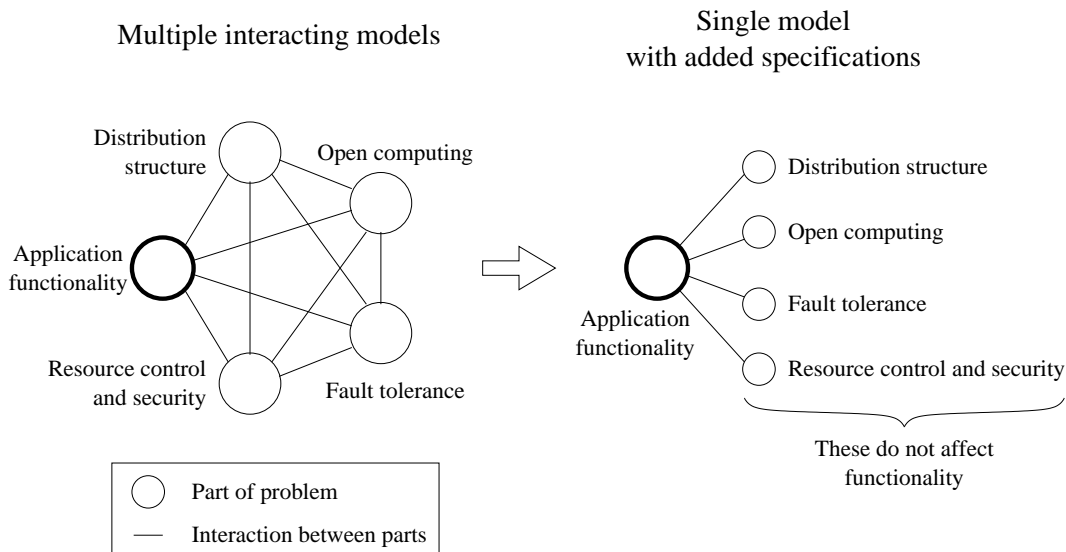 Multiple interacting models
Single model
with added specifications
Distribution
structure
Open computing
Application
functionality
Resource control
and security
Fault tolerance
Distribution structure
Open computing
Fault tolerance
Application
functionality
Resource control and security
These do not affect
functionality
Part of problem
Interaction between parts